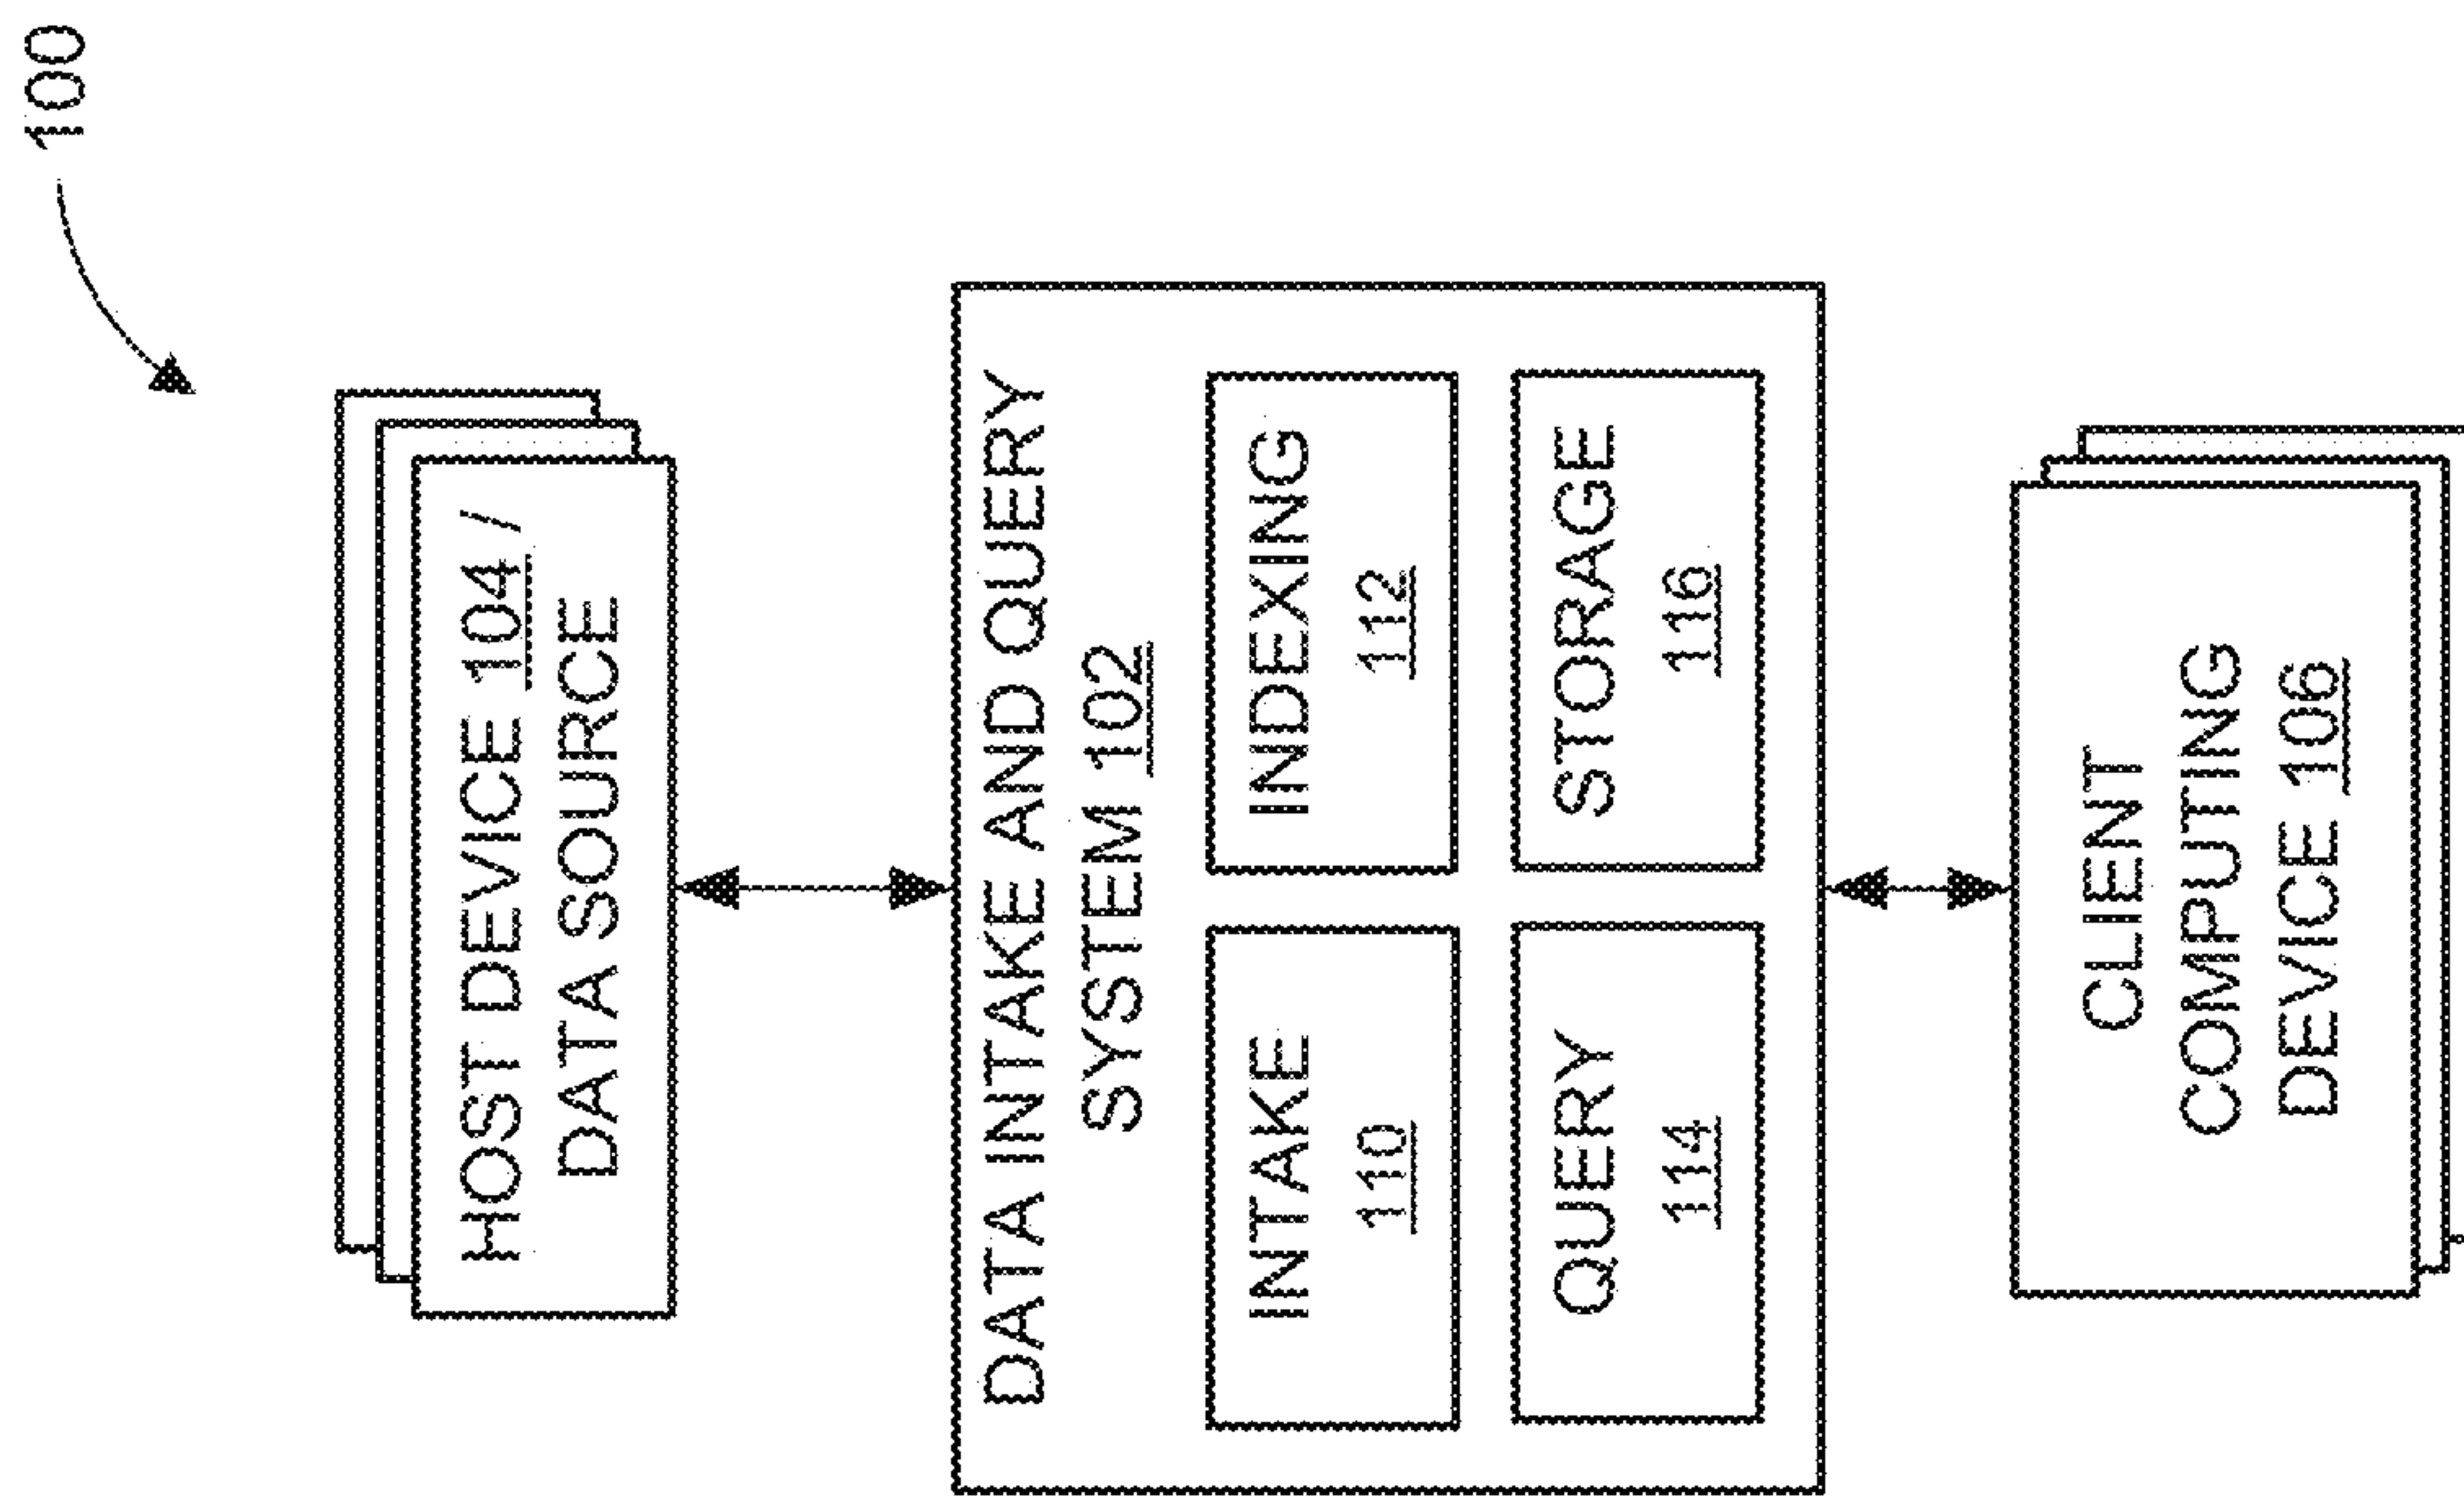 100
HOST DEVICE 104 /
DATA SOURCE
DATA INTAKE AND QUERY
SYSTEM 102
INTAKE
110
INDEXING
112
QUERY
114
STORAGE
116
CLIENT
COMPUTING
DEVICE 106